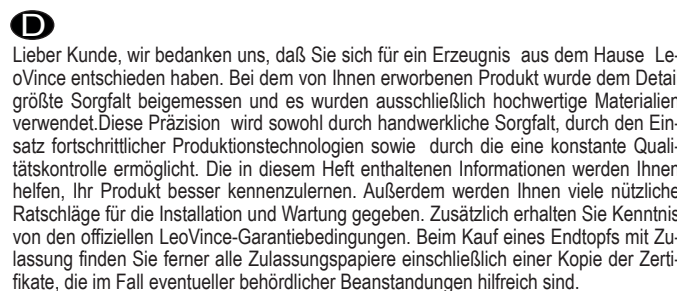 D
Lieber Kunde, wir bedanken uns, daß Sie sich für ein Erzeugnis aus dem Hause Le-
oVince entschieden haben. Bei dem von Ihnen erworbenen Produkt wurde dem Detai
größte Sorgfalt beigemessen und es wurden ausschließlich hochwertige Materialien
verwendet.Diese Präzision wird sowohl durch handwerkliche Sorgfalt, durch den Ein-
satz fortschrittlicher Produktionstechnologien sowie durch die eine konstante Quali-
tätskontrolle ermöglicht. Die in diesem Heft enthaltenen Informationen werden Ihnen
helfen, Ihr Produkt besser kennenzulernen. Außerdem werden Ihnen viele nützliche
Ratschläge für die Installation und Wartung gegeben. Zusätzlich erhalten Sie Kenntnis
von den offiziellen LeoVince-Garantiebedingungen. Beim Kauf eines Endtopfs mit Zu-
lassung finden Sie ferner alle Zulassungspapiere einschließlich einer Kopie der Zerti-
fikate, die im Fall eventueller behördlicher Beanstandungen hilfreich sind.